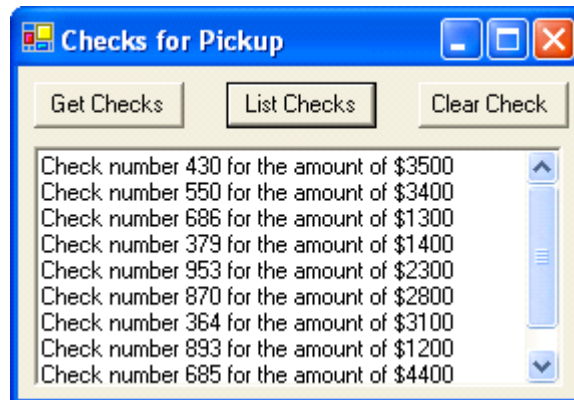 Checks for Pickup
Get Checks List Checks Clear Check
Check number 430 for the amount of $3500
Check number 550 for the amount of $3400
Check number 686 for the amount of $1300
Check number 379 for the amount of $1400
Check number 953 for the amount of $2300
Check number 870 for the amount of $2800
Check number 364 for the amount of $3100
Check number 893 for the amount of $1200
Check number 685 for the amount of $4400